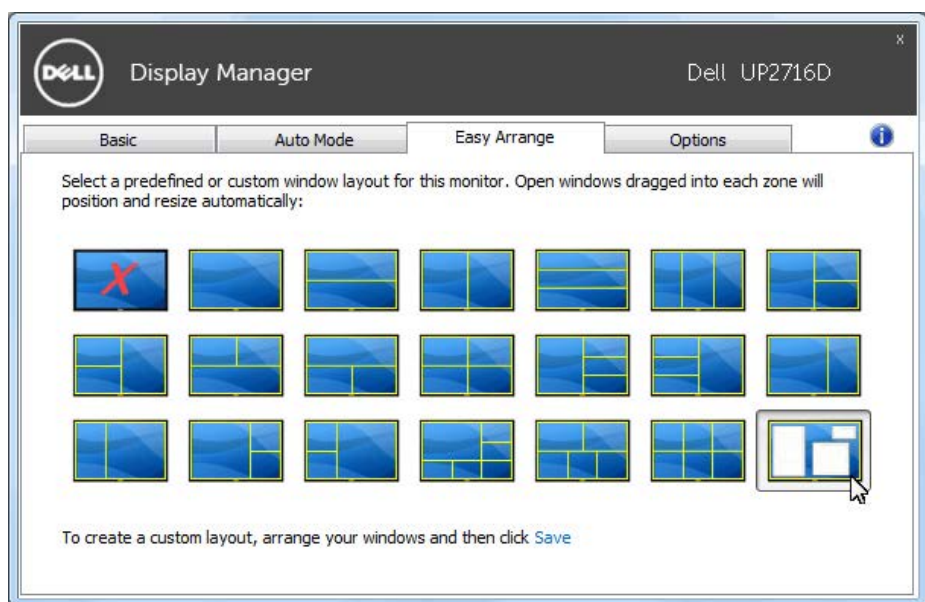 DELL Display Manager Dell UP2716D x
Basic Auto Mode Easy Arrange Options i
Select a predefined or custom window layout for this monitor. Open windows dragged into each zone will
position and resize automatically:
X
To create a custom layout, arrange your windows and then click Save